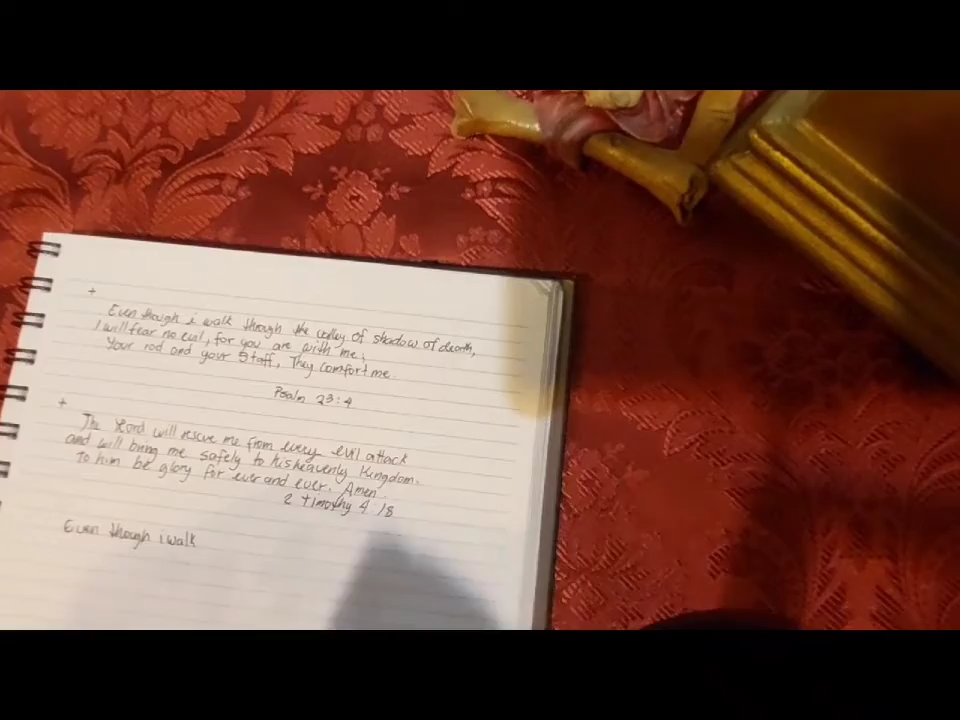 +
Even though i walk through the valley of shadow of death,
I will fear no evil, for you are with me;
Your rod and your Staff, They comfort me.
Psalm 23:4
+
The Lord will rescue me from every evil attack
and will bring me safely to his heavenly Kingdom.
To him be glory for ever and ever. Amen.
2 Timothy 4 18
Even though i walk